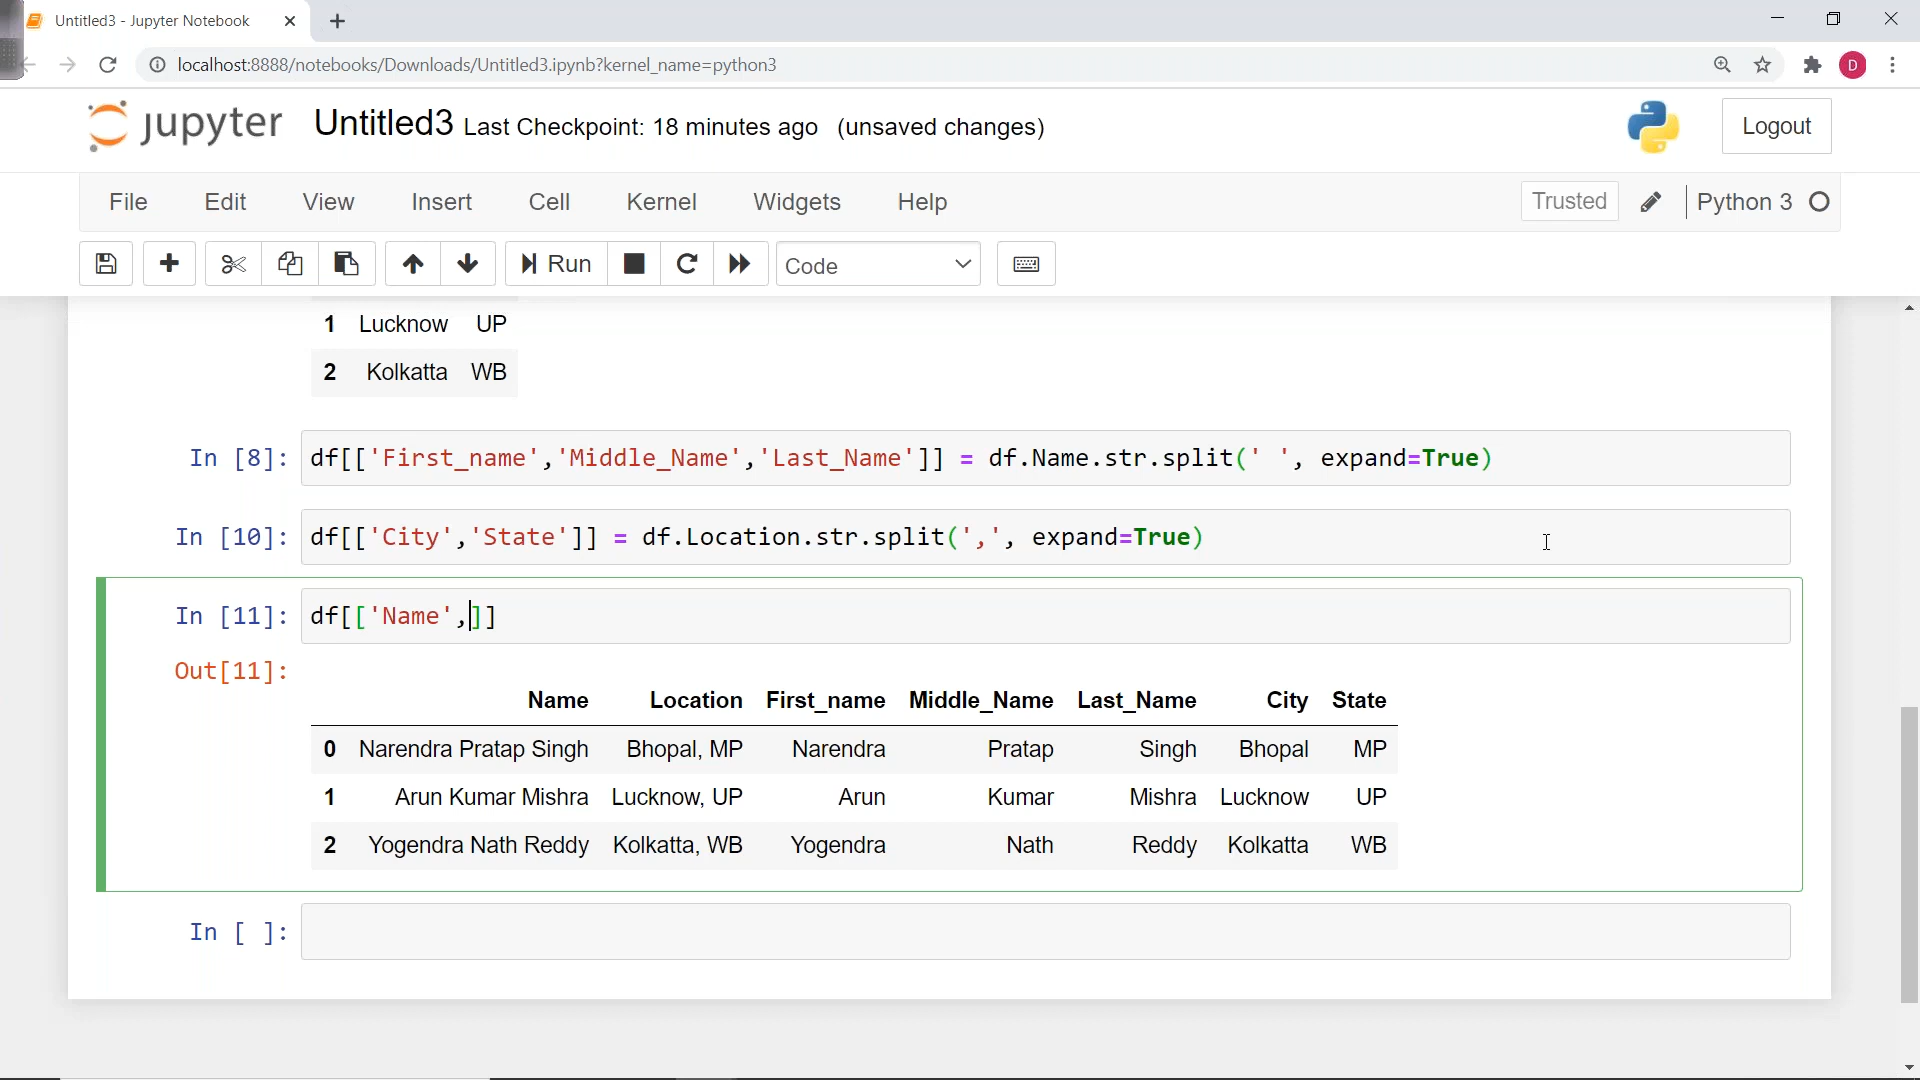 Untitled3 - Jupyter Notebook
localhost:8888/notebooks/Downloads/Untitled3.ipynb?kernel_name=python3
D
jupyter Untitled3 Last Checkpoint: 18 minutes ago (unsaved changes)
Logout
File Edit View Insert Cell Kernel Widgets Help Trusted Python 3
Run Code
1 Lucknow UP
2 Kolkatta WB
In [8]: df[['First_name','Middle_Name','Last_Name']] = df.Name.str.split(' ', expand=True)
In [10]: df[['City','State']] = df.Location.str.split(',', expand=True)
In [11]: df[['Name',]]
Out[11]:
Name Location First_name Middle_Name Last_Name City State
0 Narendra Pratap Singh Bhopal, MP Narendra Pratap Singh Bhopal MP
1 Arun Kumar Mishra Lucknow, UP Arun Kumar Mishra Lucknow UP
2 Yogendra Nath Reddy Kolkatta, WB Yogendra Nath Reddy Kolkatta WB
In [ ]: